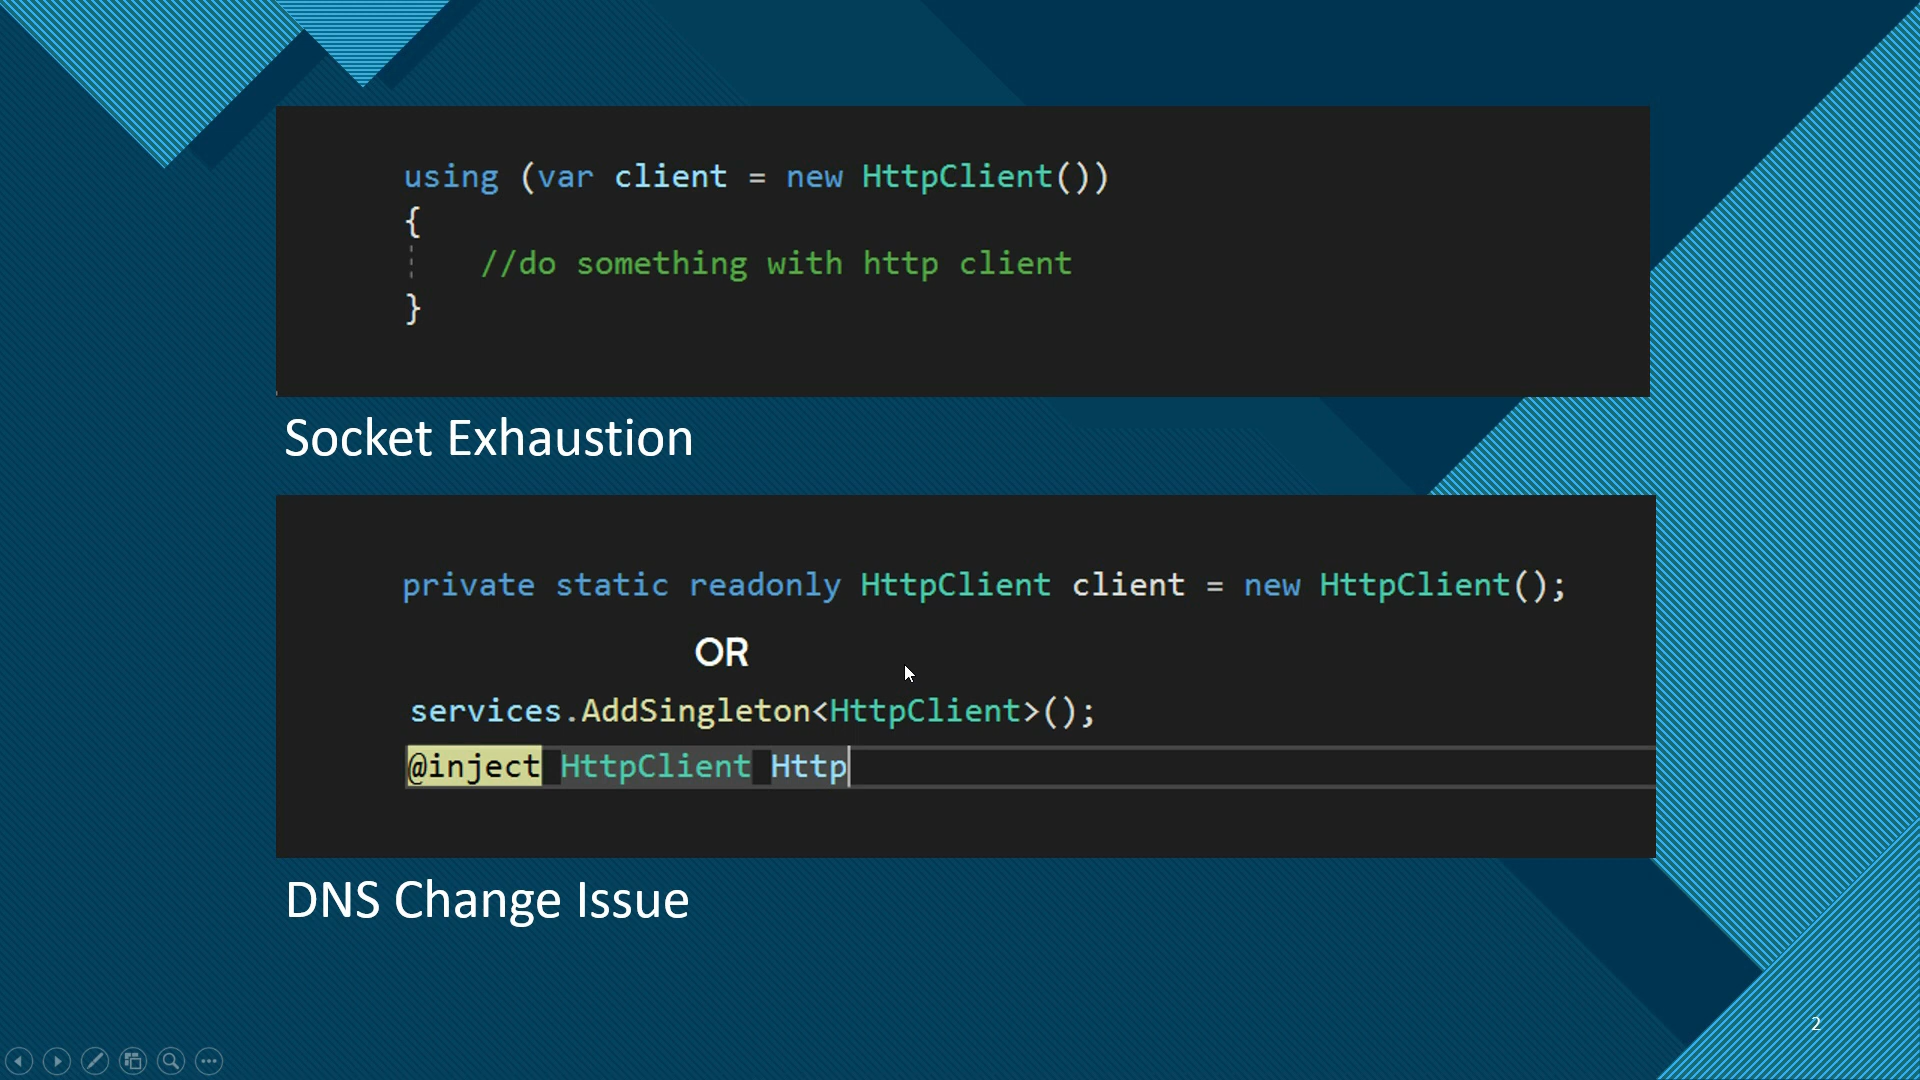 using (var client = new HttpClient())
{
//do something with http client
}
Socket Exhaustion
private static readonly HttpClient client = new HttpClient();
OR
services.AddSingleton<HttpClient>();
@inject HttpClient Http
DNS Change Issue
2